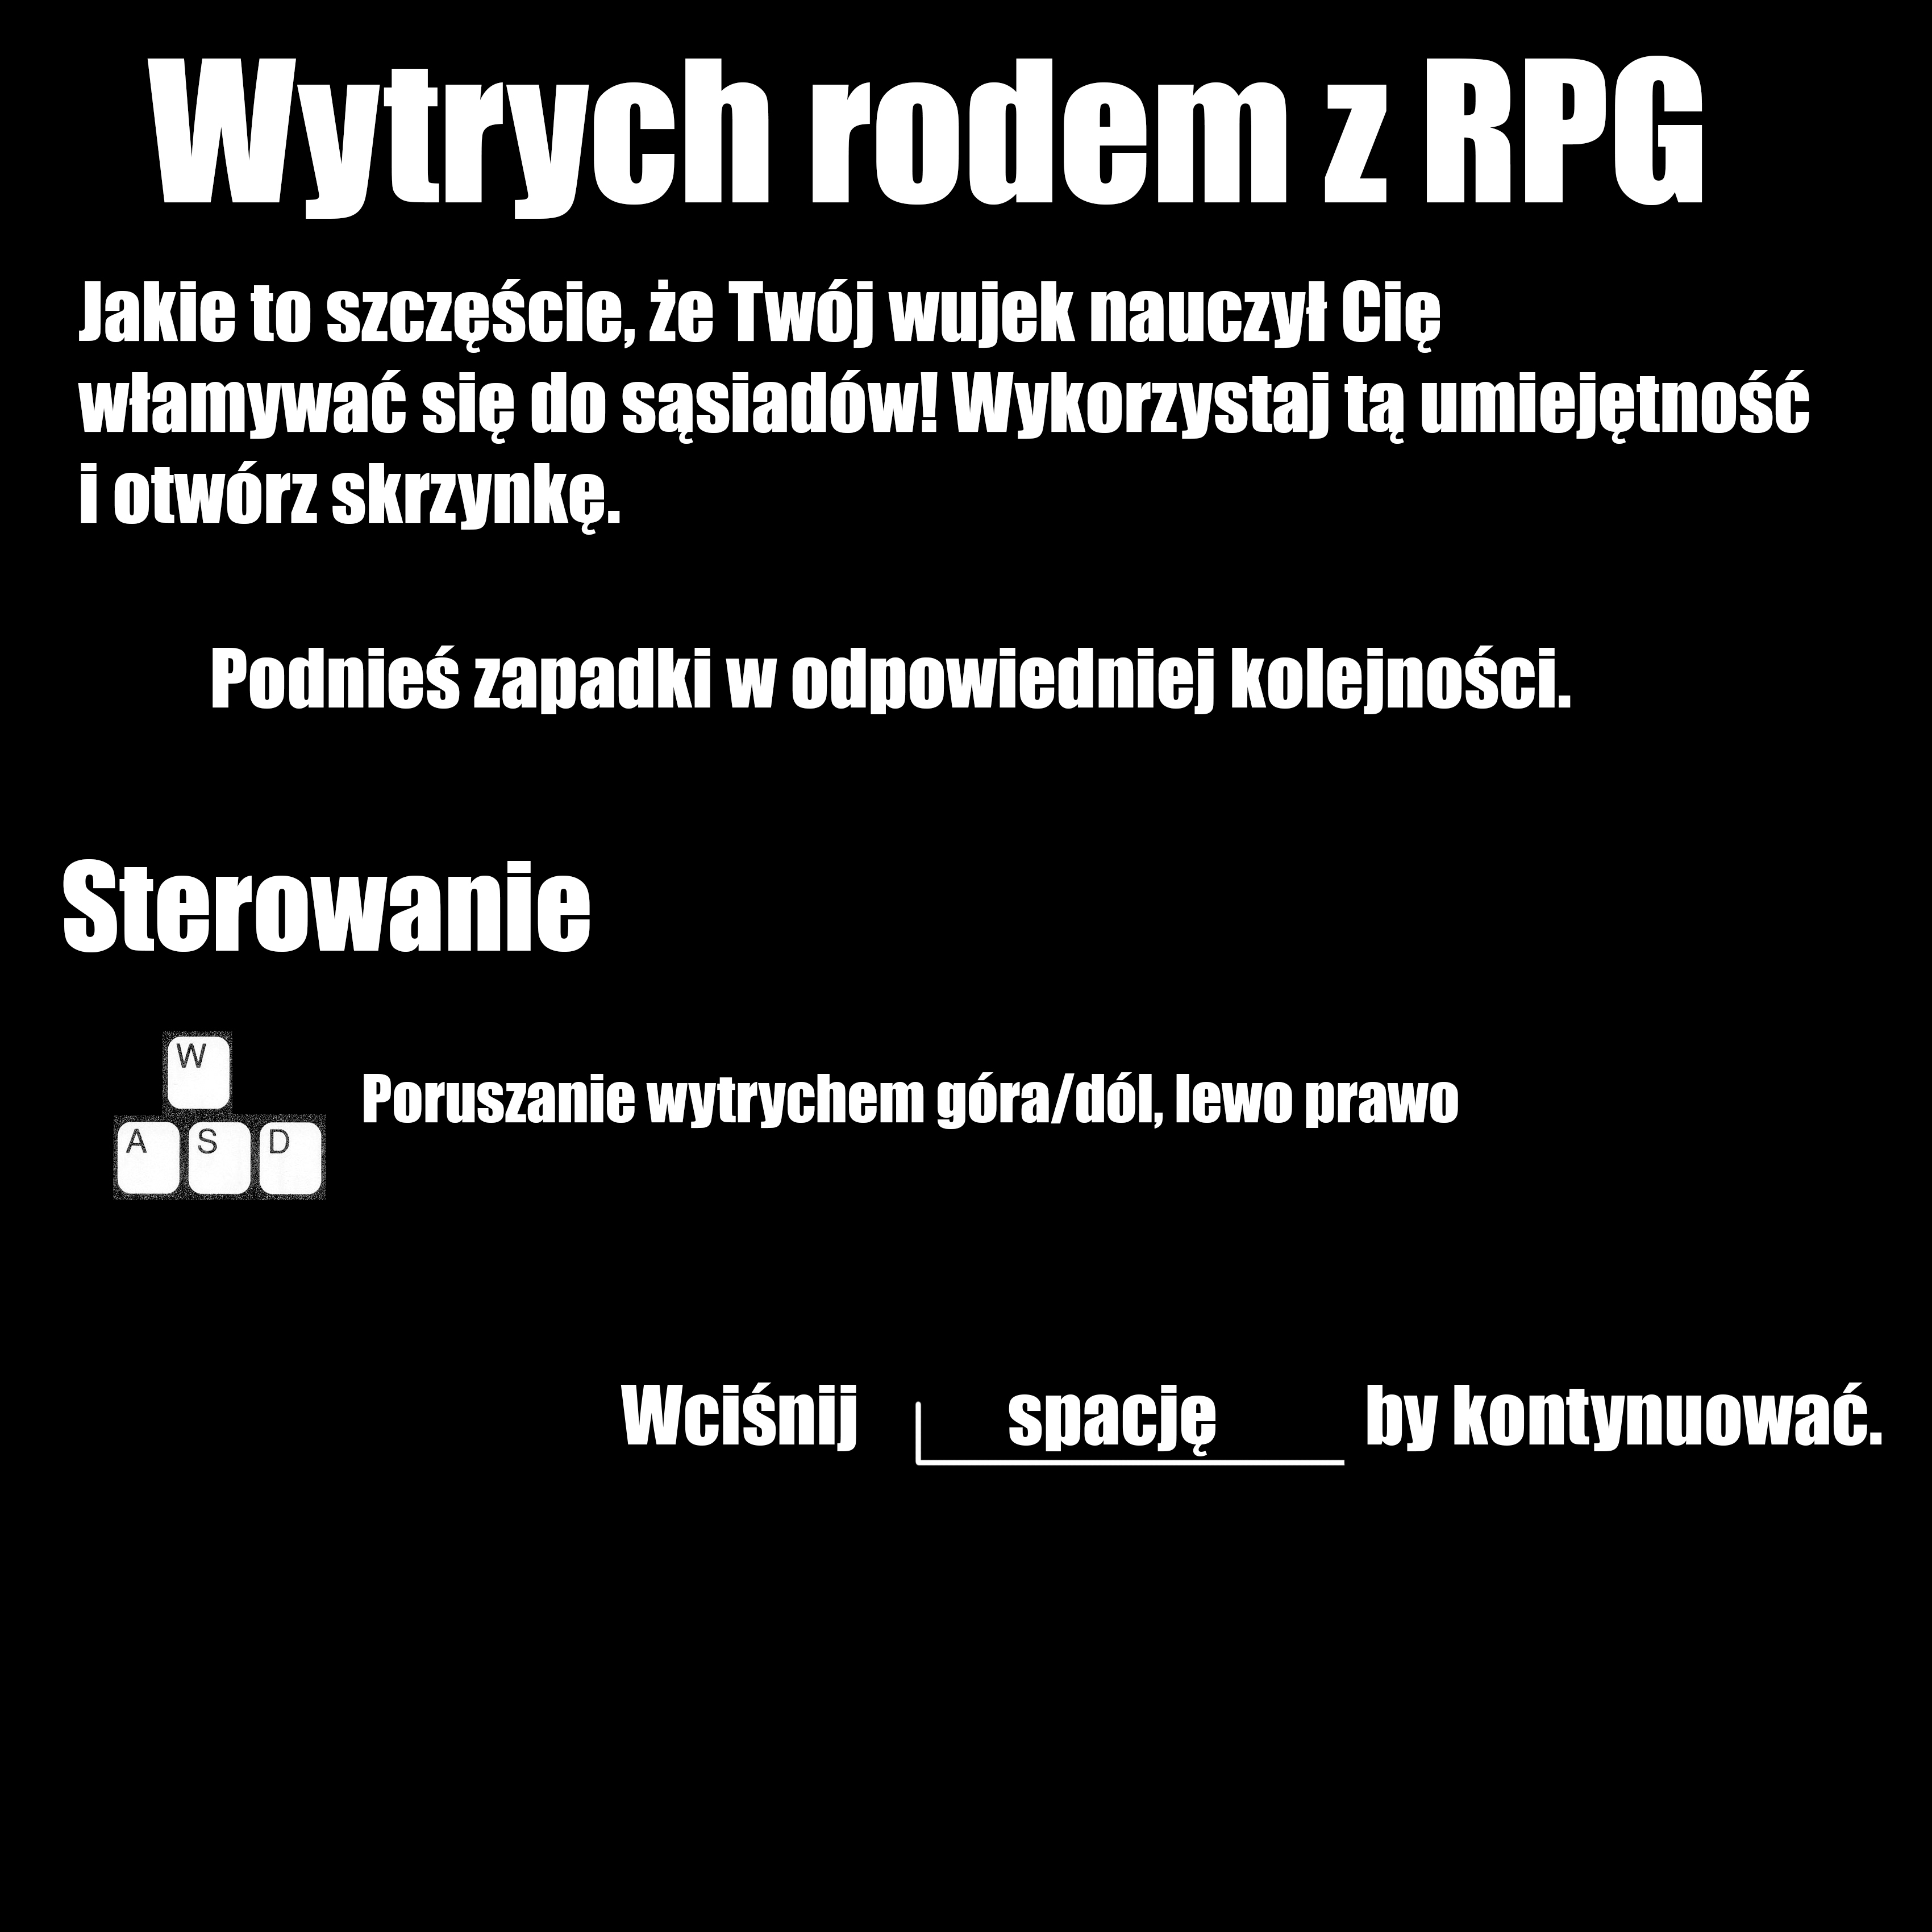 Wytrych rodem z RPG
Jakie to szczęście, że Twój wujek nauczył Cię
włamywać się do sąsiadów! Wykorzystaj tą umiejętność
i otwórz skrzynkę.
Podnieś zapadki w odpowiedniej kolejności.
Sterowanie
W
A S D
Poruszanie wytrychem góra/dól, lewo prawo
Wciśnij spację by kontynuować.